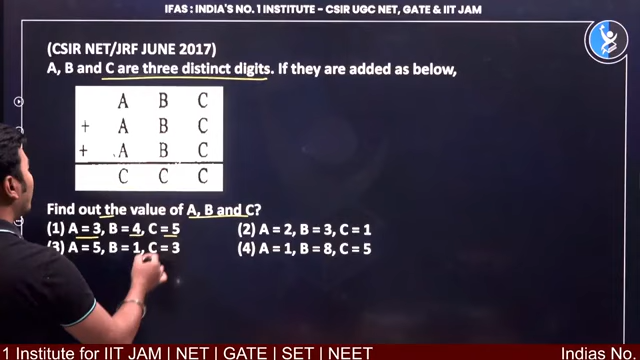 IFAS: INDIA'S NO. 1 INSTITUTE – CSIR UGC NET, GATE & IIT JAM
(CSIR NET/JRF JUNE 2017)
A, B and C are three distinct digits. If they are added as below,
A B C
+ A B C
+ A B C
C C C
Find out the value of A, B and C?
(1) A = 3, B = 4, C = 5
(2) A = 2, B = 3, C = 1
(3) A = 5, B = 1, C = 3
(4) A = 1, B = 8, C = 5
1 Institute for IIT JAM | NET | GATE | SET | NEET
Indias No.